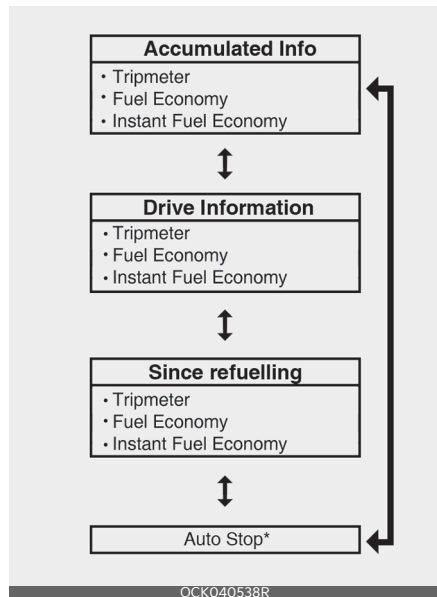 Accumulated Info
• Tripmeter
• Fuel Economy
• Instant Fuel Economy
Drive Information
• Tripmeter
• Fuel Economy
• Instant Fuel Economy
Since refuelling
• Tripmeter
• Fuel Economy
• Instant Fuel Economy
Auto Stop*
OCK040538R